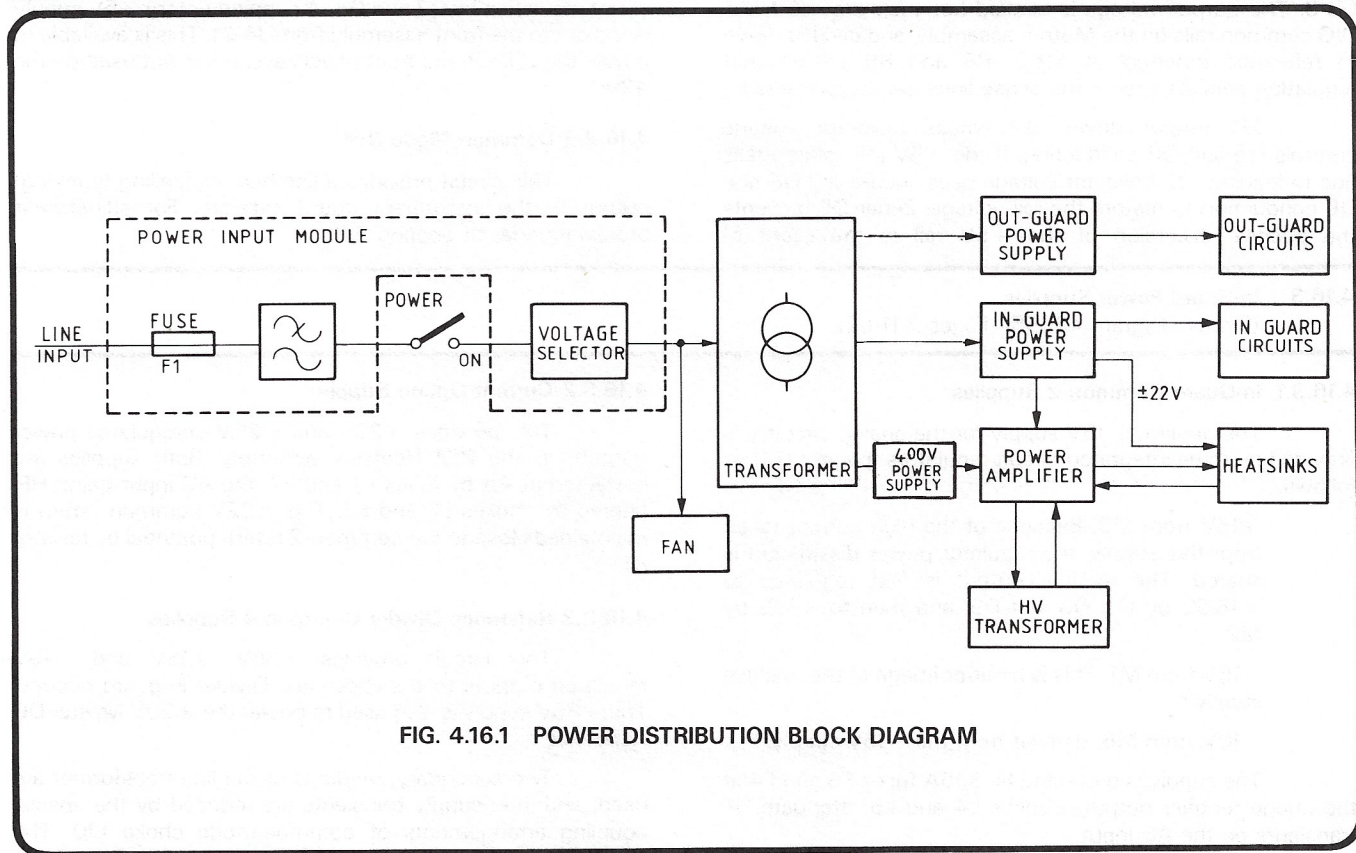 POWER INPUT MODULE
LINE
INPUT
FUSE
F1
POWER
ON
VOLTAGE
SELECTOR
FAN
TRANSFORMER
400V
POWER
SUPPLY
OUT-GUARD
POWER
SUPPLY
OUT-GUARD
CIRCUITS
IN-GUARD
POWER
SUPPLY
IN GUARD
CIRCUITS
±22V
POWER
AMPLIFIER
HEATSINKS
HV
TRANSFORMER
FIG. 4.16.1 POWER DISTRIBUTION BLOCK DIAGRAM